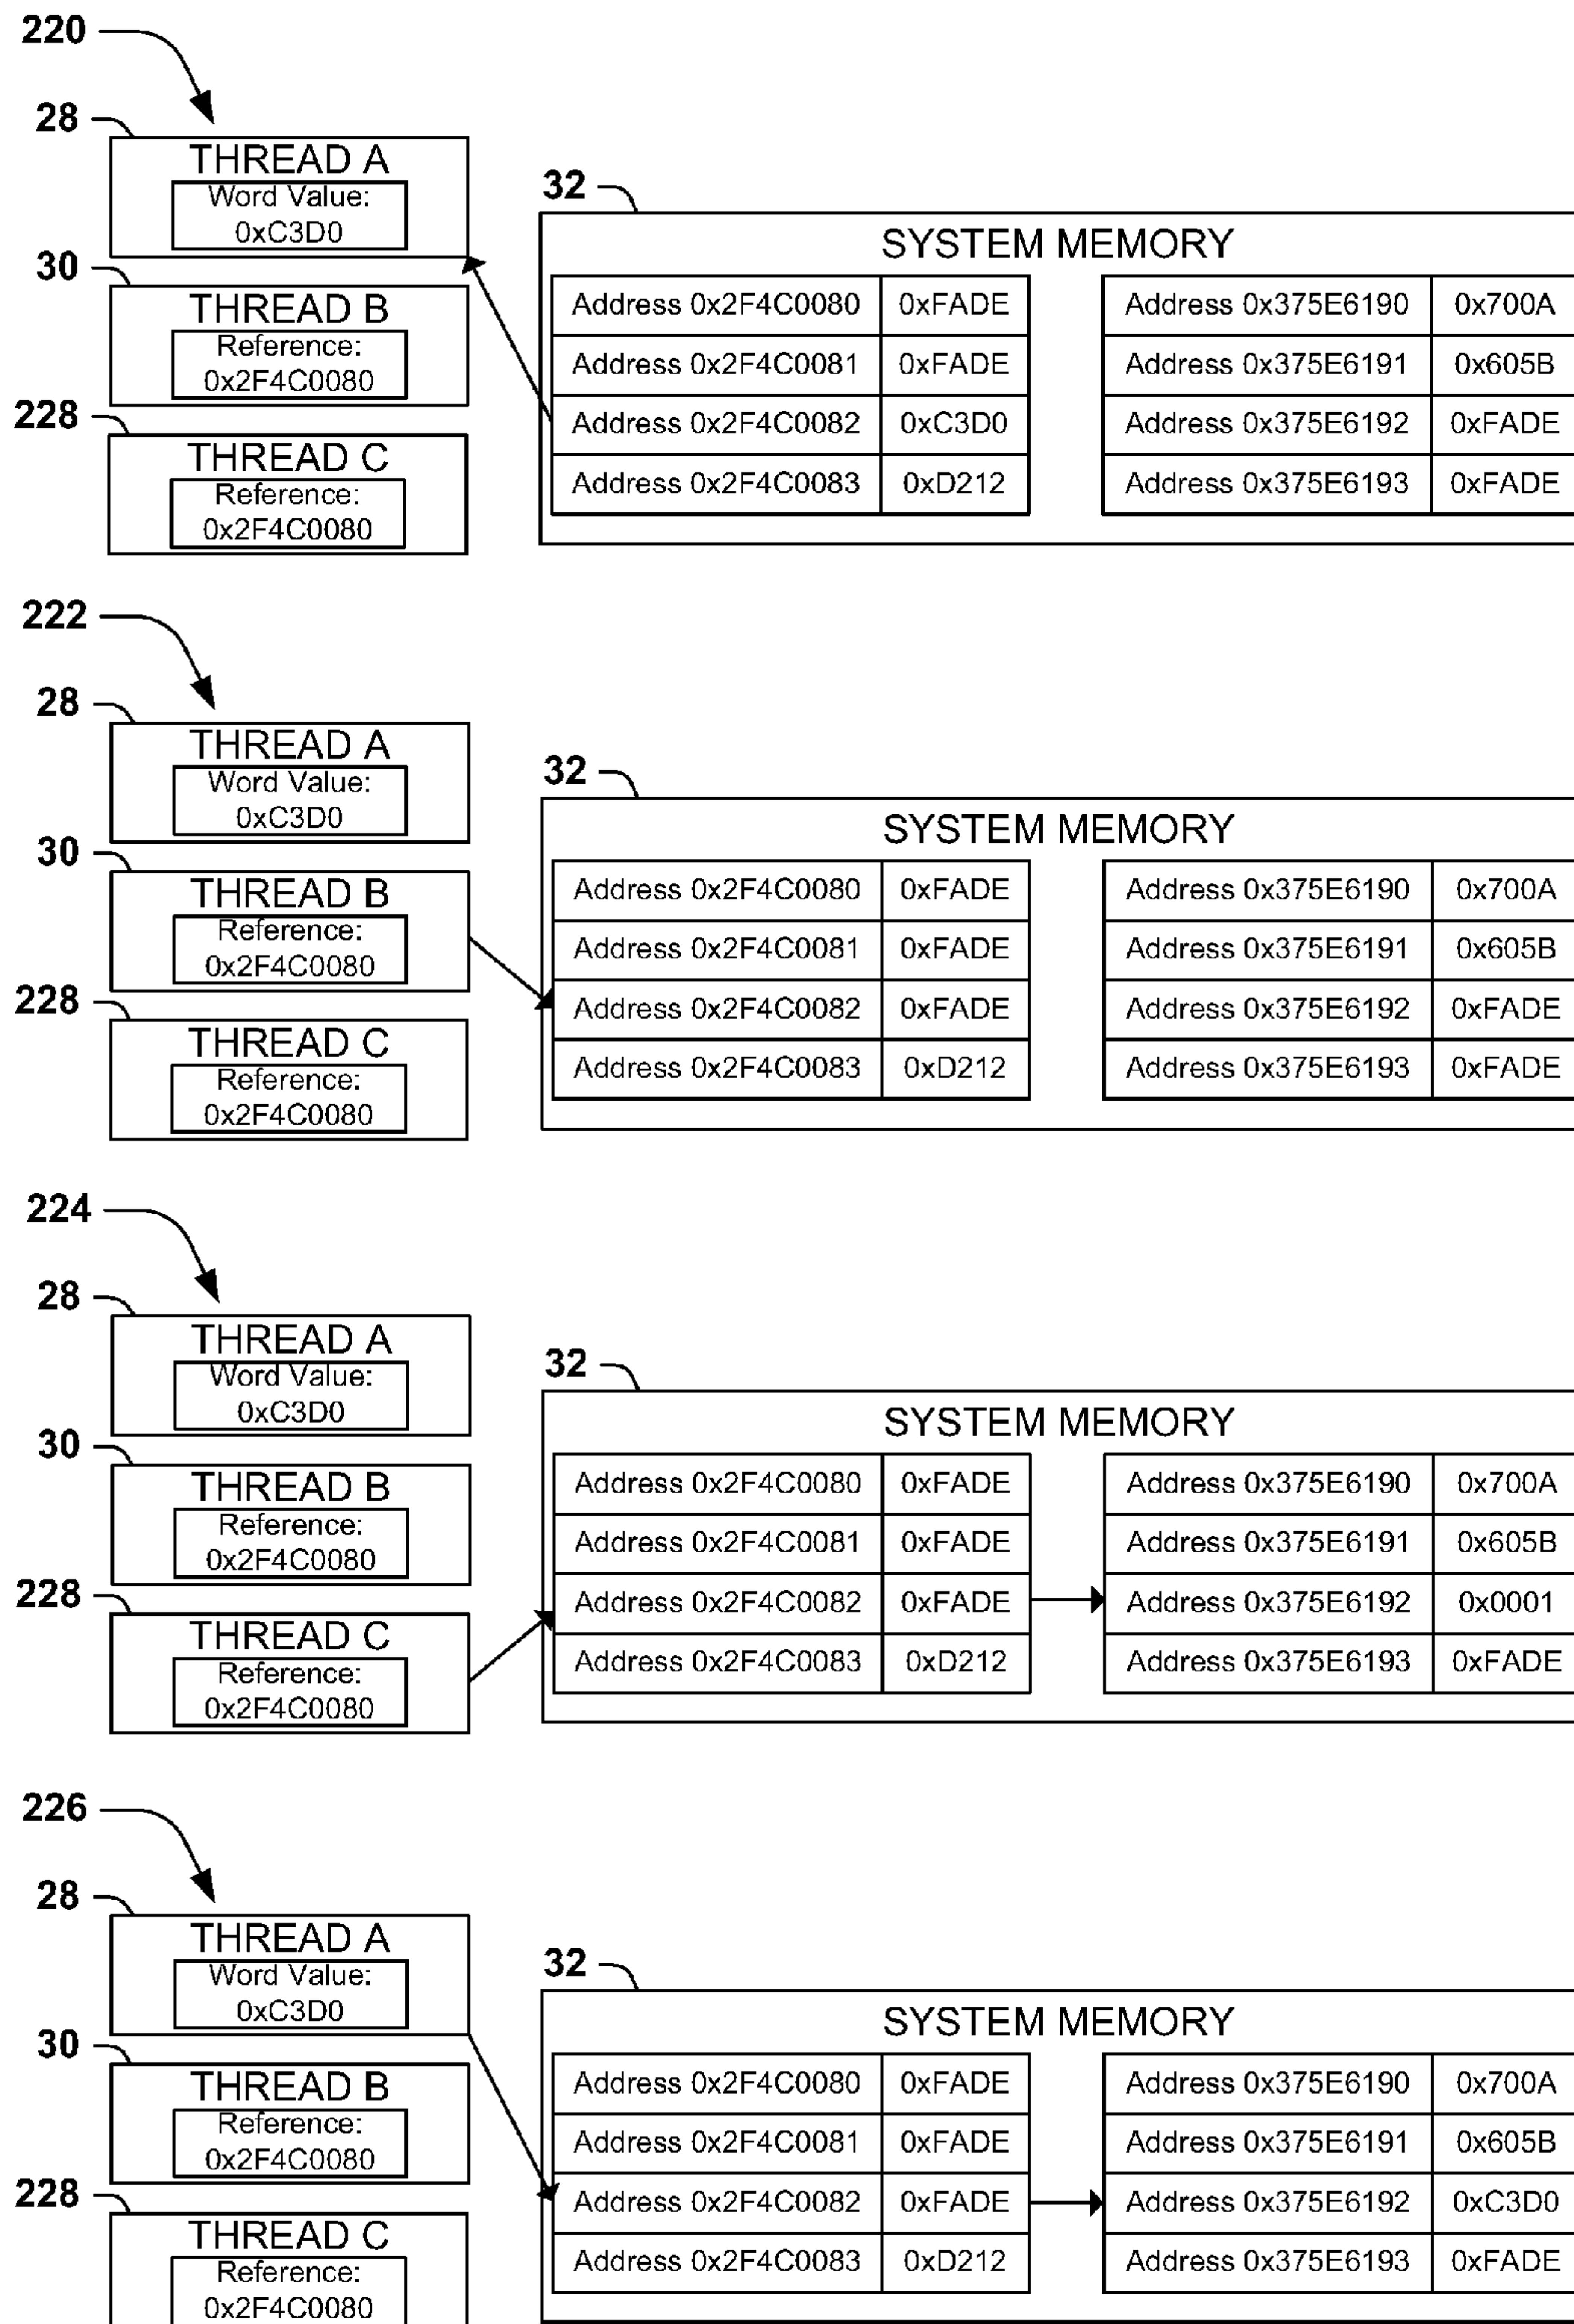 220
28
THREAD A
Word Value:
0xC3D0
30
THREAD B
Reference:
0x2F4C0080
228
THREAD C
Reference:
0x2F4C0080
32
SYSTEM MEMORY
Address 0x2F4C0080 0xFADE Address 0x375E6190 0x700A
Address 0x2F4C0081 0xFADE Address 0x375E6191 0x605B
Address 0x2F4C0082 0xC3D0 Address 0x375E6192 0xFADE
Address 0x2F4C0083 0xD212 Address 0x375E6193 0xFADE
222
28
THREAD A
Word Value:
0xC3D0
30
THREAD B
Reference:
0x2F4C0080
228
THREAD C
Reference:
0x2F4C0080
32
SYSTEM MEMORY
Address 0x2F4C0080 0xFADE Address 0x375E6190 0x700A
Address 0x2F4C0081 0xFADE Address 0x375E6191 0x605B
Address 0x2F4C0082 0xFADE Address 0x375E6192 0xFADE
Address 0x2F4C0083 0xD212 Address 0x375E6193 0xFADE
224
28
THREAD A
Word Value:
0xC3D0
30
THREAD B
Reference:
0x2F4C0080
228
THREAD C
Reference:
0x2F4C0080
32
SYSTEM MEMORY
Address 0x2F4C0080 0xFADE Address 0x375E6190 0x700A
Address 0x2F4C0081 0xFADE Address 0x375E6191 0x605B
Address 0x2F4C0082 0xFADE Address 0x375E6192 0x0001
Address 0x2F4C0083 0xD212 Address 0x375E6193 0xFADE
226
28
THREAD A
Word Value:
0xC3D0
30
THREAD B
Reference:
0x2F4C0080
228
THREAD C
Reference:
0x2F4C0080
32
SYSTEM MEMORY
Address 0x2F4C0080 0xFADE Address 0x375E6190 0x700A
Address 0x2F4C0081 0xFADE Address 0x375E6191 0x605B
Address 0x2F4C0082 0xFADE Address 0x375E6192 0xC3D0
Address 0x2F4C0083 0xD212 Address 0x375E6193 0xFADE